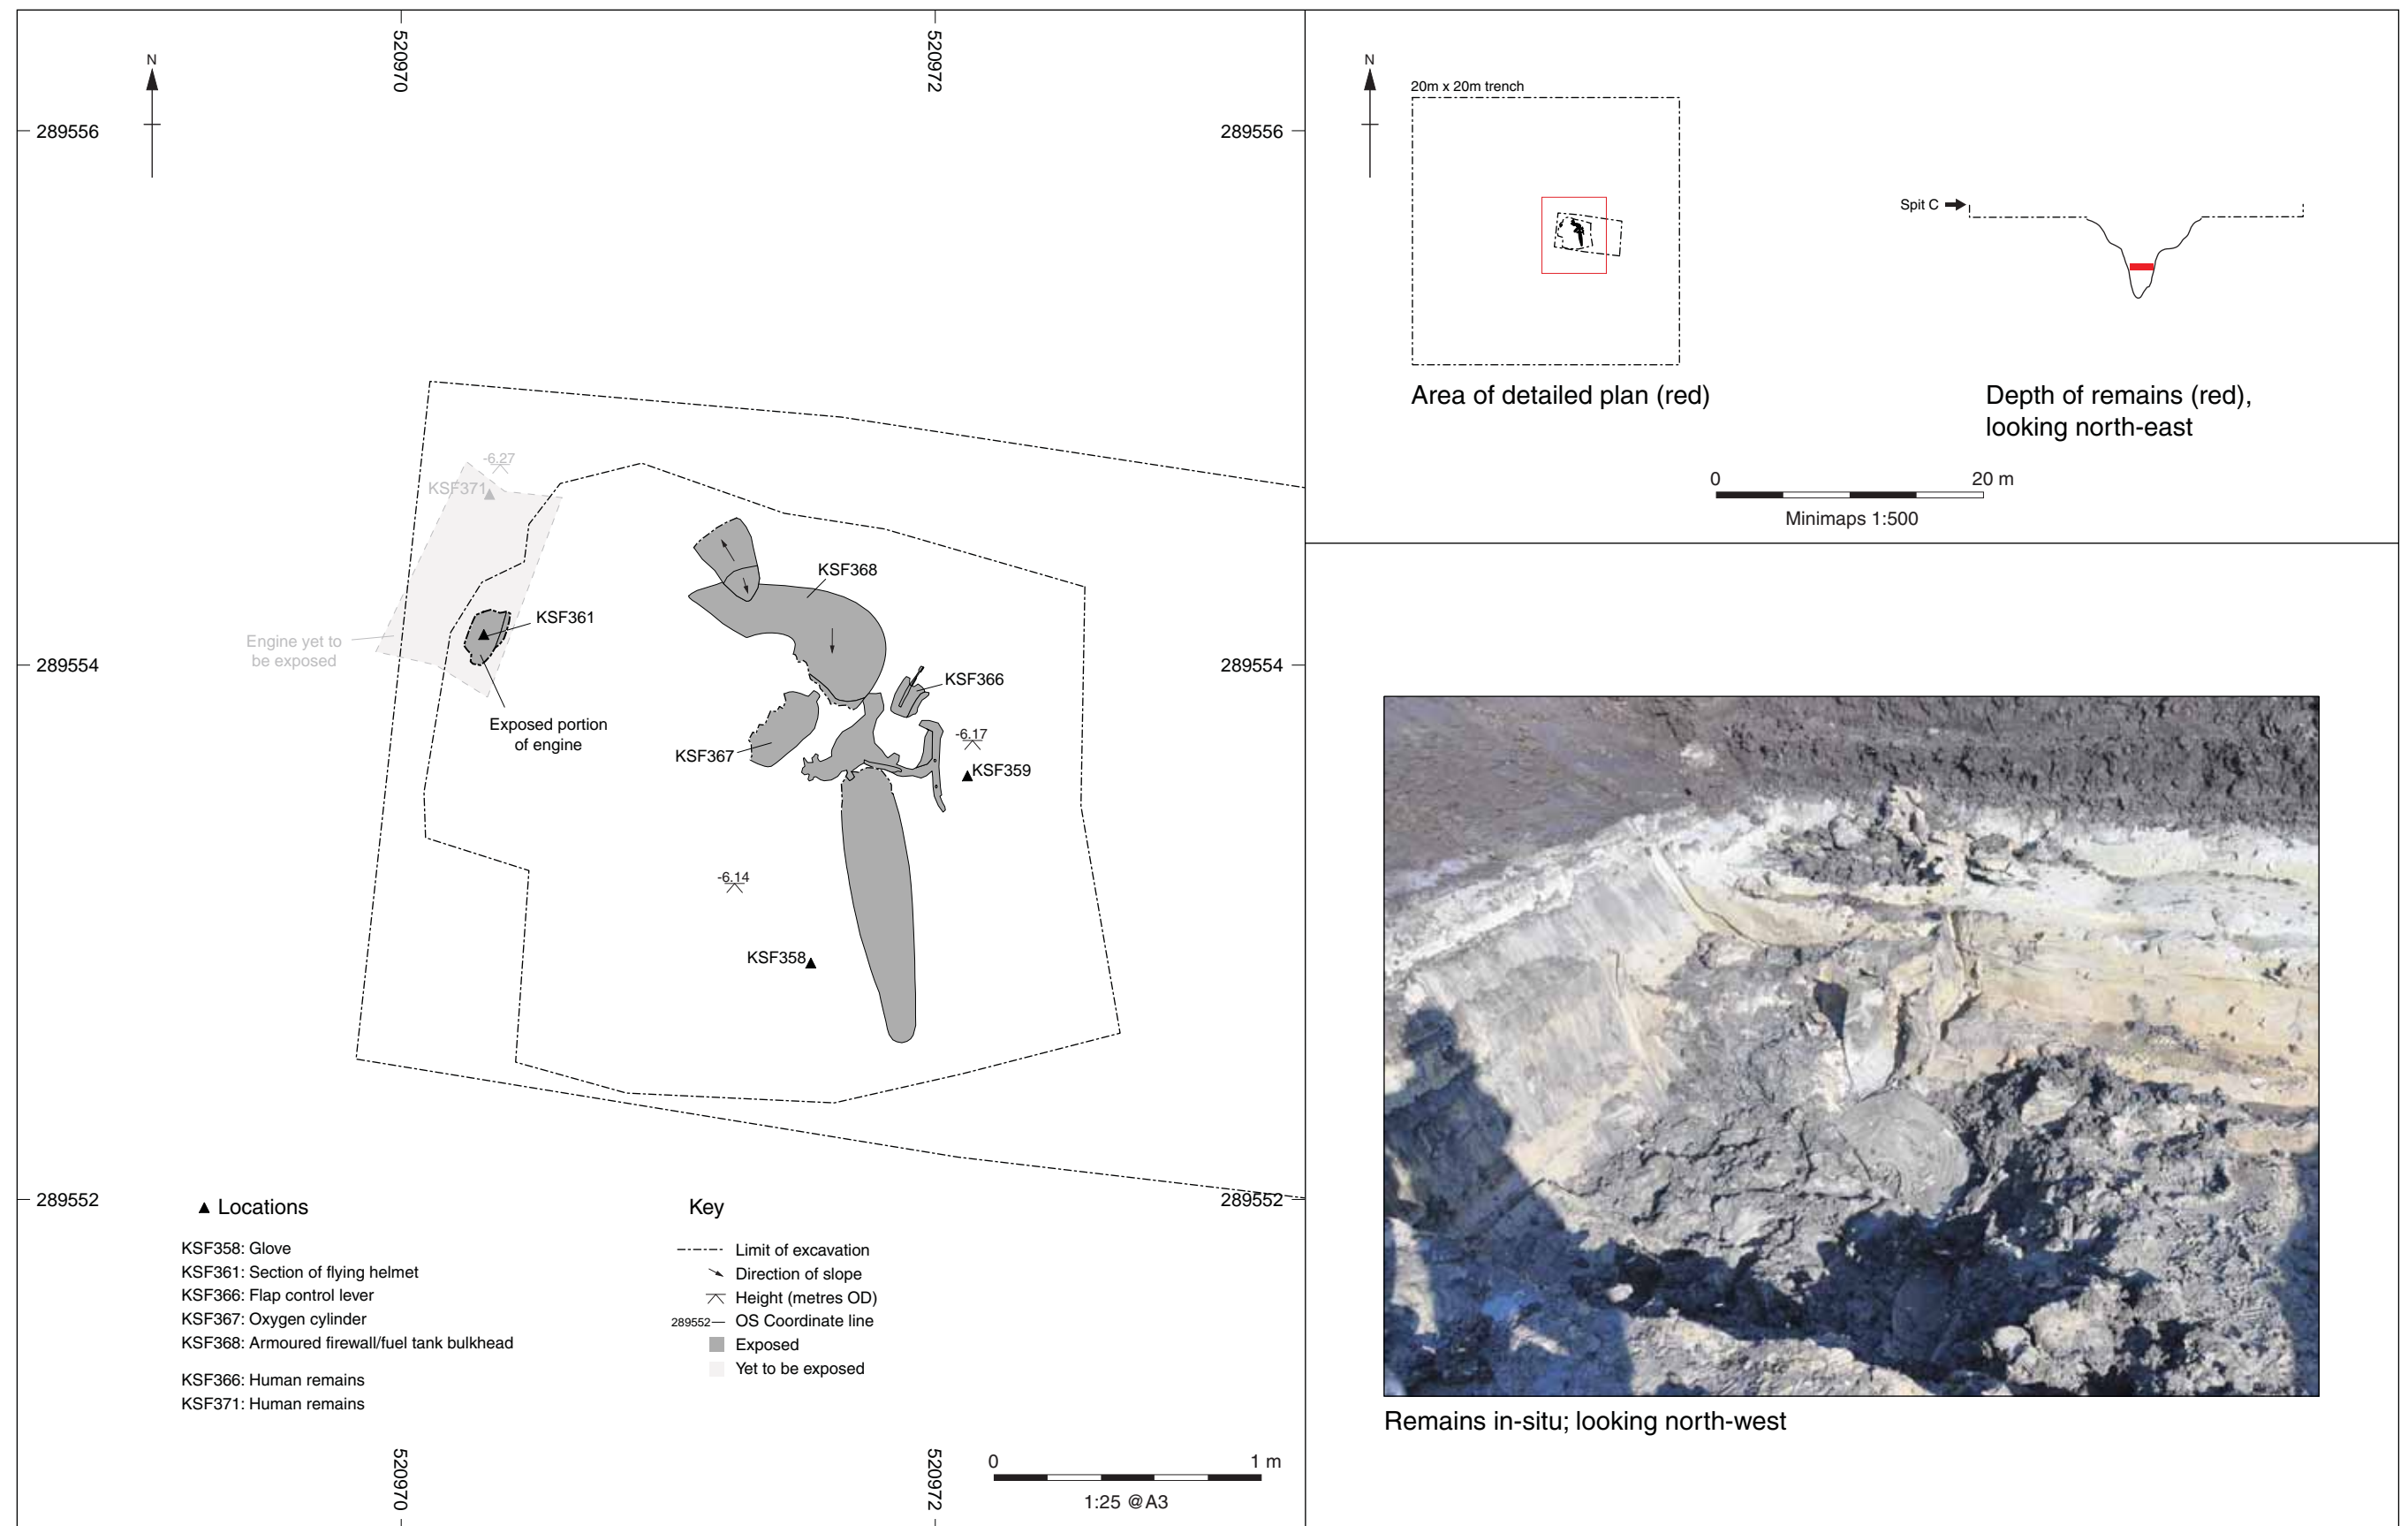 520970
520972
N
289556
289556
-6.27
KSF371
KSF368
KSF361
Engine yet to
be exposed
289554
289554
KSF366
Exposed portion
of engine
-6.17
KSF367
KSF359
-6.14
KSF358
289552
289552
▲ Locations
KSF358: Glove
KSF361: Section of flying helmet
KSF366: Flap control lever
KSF367: Oxygen cylinder
KSF368: Armoured firewall/fuel tank bulkhead
KSF366: Human remains
KSF371: Human remains
Key
Limit of excavation
Direction of slope
Height (metres OD)
289552 OS Coordinate line
Exposed
Yet to be exposed
520970
520972
0 1 m
1:25 @A3
N
20m x 20m trench
Spit C
Area of detailed plan (red)
Depth of remains (red),
looking north-east
0 20 m
Minimaps 1:500
Remains in-situ; looking north-west